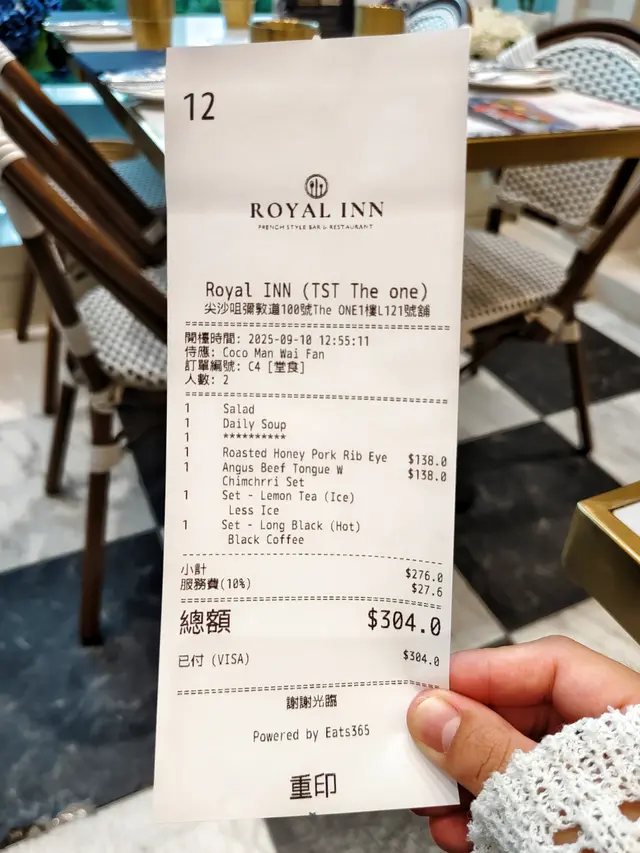 12
ROYAL INN
FRENCH STYLE BAR & RESTAURANT
Royal INN (TST The one)
尖沙咀彌敦道100號The ONE1樓L121號舖
開檯時間: 2025-09-10 12:55:11
侍應: Coco Man Wai Fan
訂單編號: C4 [堂食]
人數: 2
1 Salad
1 Daily Soup
1 **********
1 Roasted Honey Pork Rib Eye $138.0
1 Angus Beef Tongue W $138.0
Chimchrri Set
1 Set - Lemon Tea (Ice)
Less Ice
1 Set - Long Black (Hot)
Black Coffee
小計 $276.0
服務費(10%) $27.6
總額 $304.0
已付 (VISA) $304.0
謝謝光臨
Powered by Eats365
重印